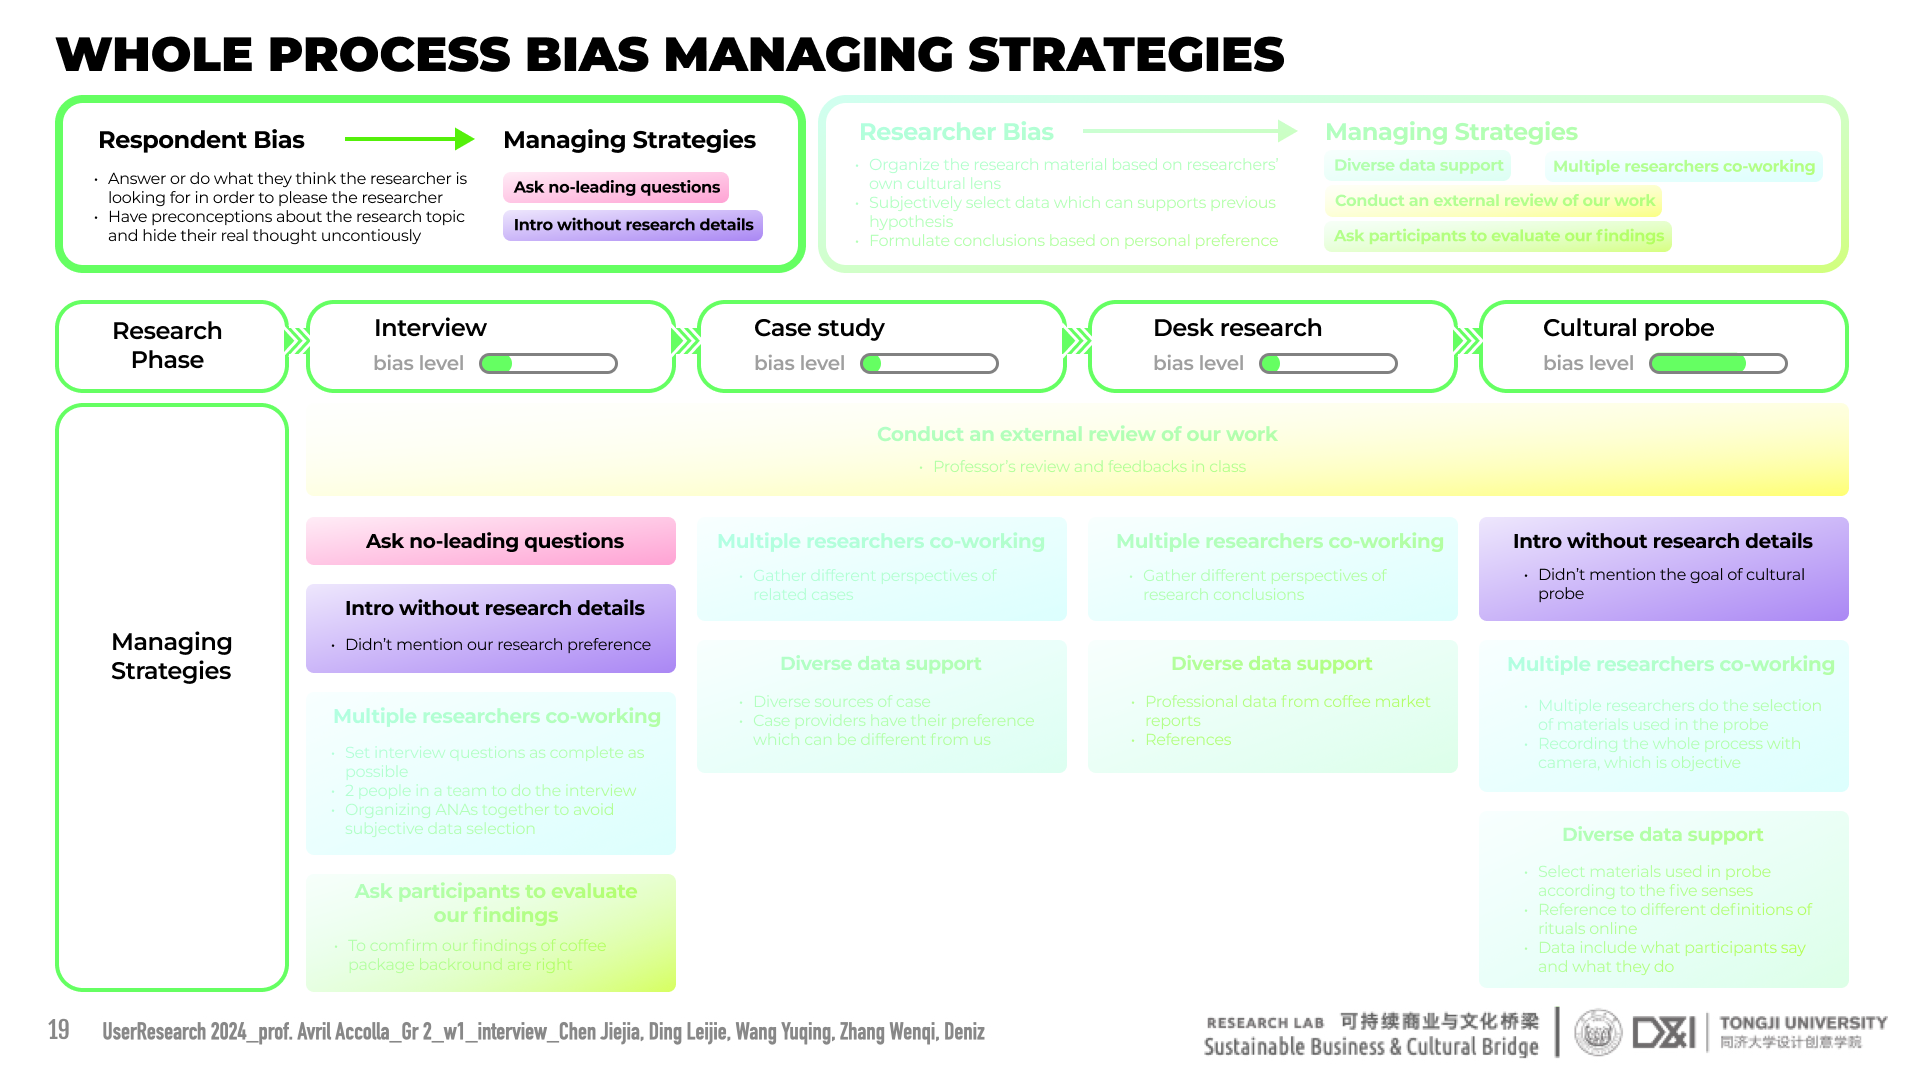 WHOLE PROCESS BIAS MANAGING STRATEGIES
Respondent Bias
• Answer or do what they think the researcher is
looking for in order to please the researcher
• Have preconceptions about the research topic
and hide their real thought uncontiously
Managing Strategies
Ask no-leading questions
Intro without research details
Researcher Bias
• Organize the research material based on researchers'
own cultural lens
• Subjectively select data which can supports previous
hypothesis
• Formulate conclusions based on personal preference
Managing Strategies
Diverse data support
Multiple researchers co-working
Conduct an external review of our work
Ask participants to evaluate our findings
Research
Phase
Interview
bias level
Case study
bias level
Desk research
bias level
Cultural probe
bias level
Managing
Strategies
Conduct an external review of our work
• Professor's review and feedbacks in class
Ask no-leading questions
Intro without research details
• Didn't mention our research preference
Multiple researchers co-working
• Set interview questions as complete as
possible
• 2 people in a team to do the interview
• Organizing ANAs together to avoid
subjective data selection
Ask participants to evaluate
our findings
• To comfirm our findings of coffee
package backround are right
Multiple researchers co-working
• Gather different perspectives of
related cases
Diverse data support
• Diverse sources of case
• Case providers have their preference
which can be different from us
Multiple researchers co-working
• Gather different perspectives of
research conclusions
Diverse data support
• Professional data from coffee market
reports
• References
Intro without research details
• Didn't mention the goal of cultural
probe
Multiple researchers co-working
• Multiple researchers do the selection
of materials used in the probe
• Recording the whole process with
camera, which is objective
Diverse data support
• Select materials used in probe
according to the five senses
• Reference to different definitions of
rituals online
• Data include what participants say
and what they do
19
UserResearch 2024_prof. Avril Accolla_Gr 2_w1_interview_Chen Jiejia, Ding Leijie, Wang Yuqing, Zhang Wenqi, Deniz
RESEARCH LAB 可持续商业与文化桥梁
Sustainable Business & Cultural Bridge
D&I
TONGJI UNIVERSITY
同济大学设计创意学院